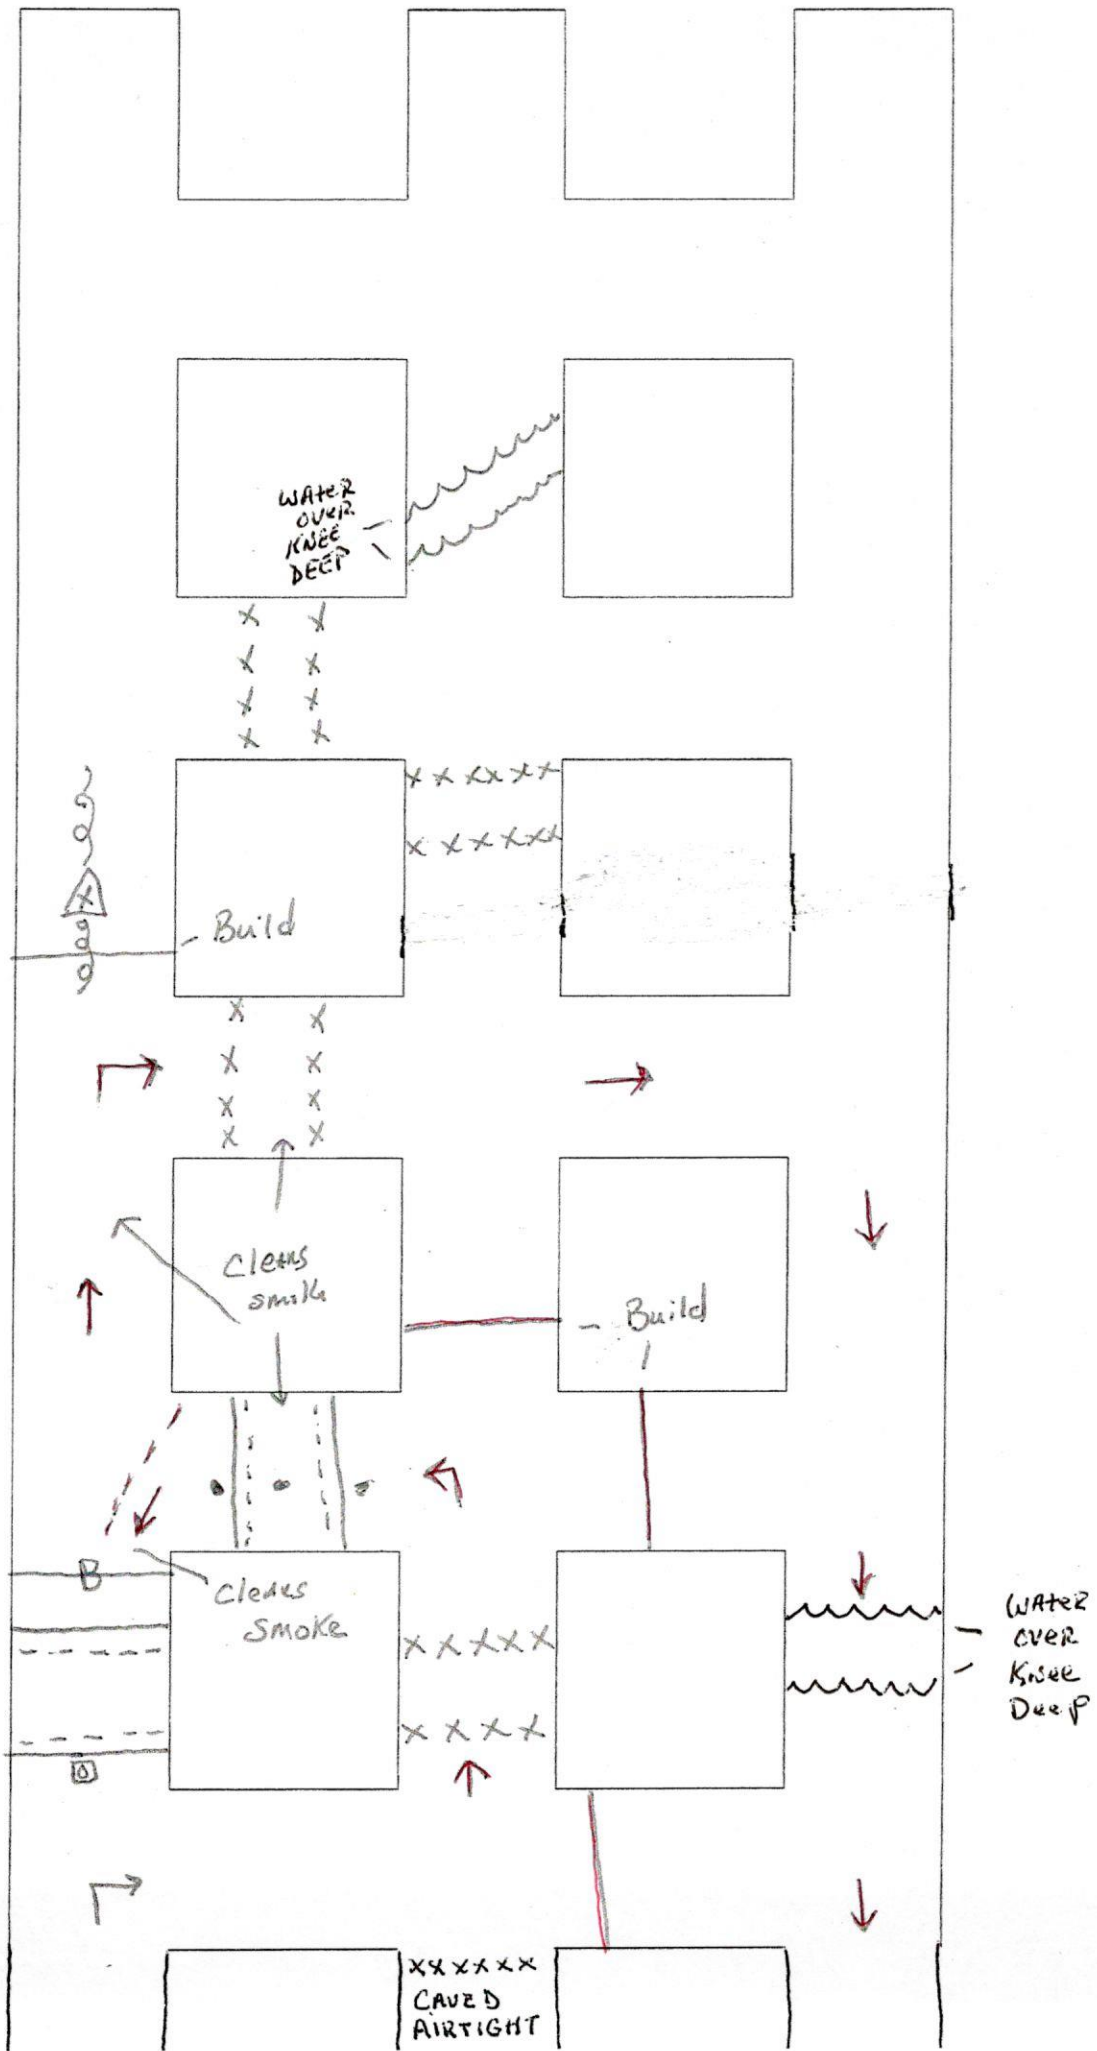 WATER
OVER
KNEE
DEEP
Build
Cleans
smoke
Build
B
Cleans
Smoke
WATER
OVER
Knee
Deep
D
CAVED
AIRTIGHT